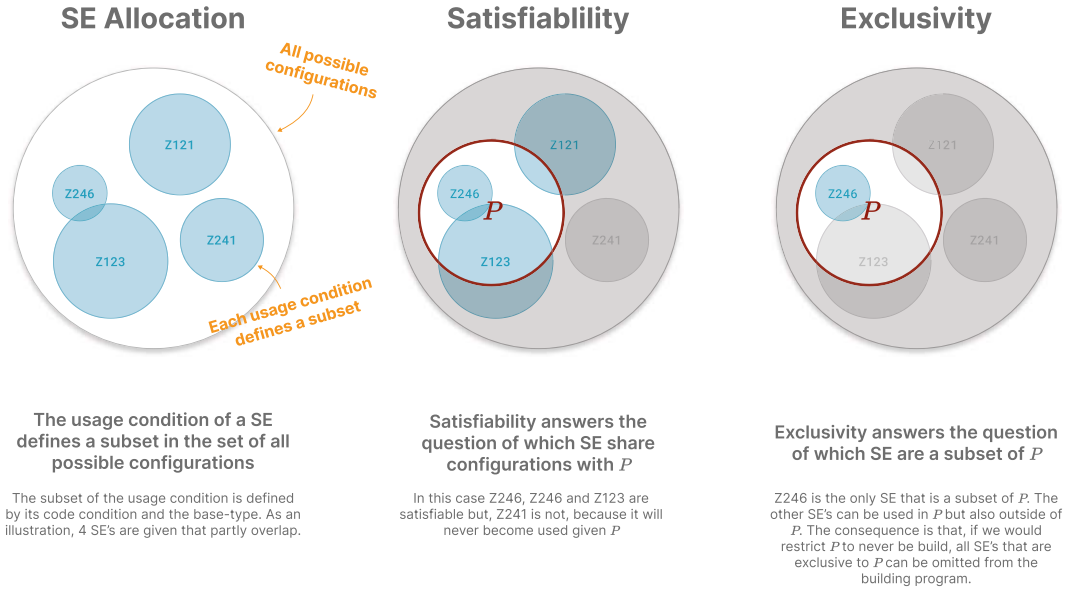 SE Allocation
All possible
configurations
Z121
Z246
Z241
Z123
Each usage condition
defines a subset
The usage condition of a SE
defines a subset in the set of all
possible configurations
The subset of the usage condition is defined
by its code condition and the base-type. As an
illustration, 4 SE's are given that partly overlap.
Satisfiablility
Z121
Z246
P
Z241
Z123
Satisfiability answers the
question of which SE share
configurations with P
In this case Z246, Z246 and Z123 are
satisfiable but, Z241 is not, because it will
never become used given P
Exclusivity
Z121
Z246
P
Z241
Z123
Exclusivity answers the question
of which SE are a subset of P
Z246 is the only SE that is a subset of P. The
other SE's can be used in P but also outside of
P. The consequence is that, if we would
restrict P to never be build, all SE's that are
exclusive to P can be omitted from the
building program.